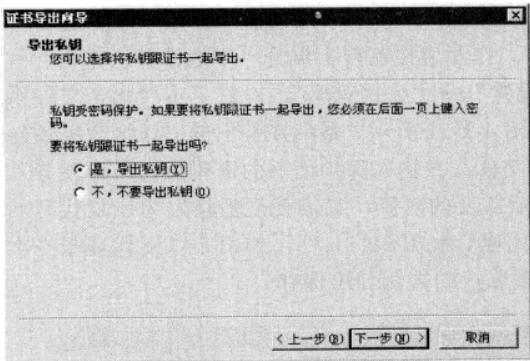 证书导出向导
导出私钥
您可以选择将私钥跟证书一起导出。
私钥受密码保护。如果要将私钥跟证书一起导出，您必须在后面一页上键入密
码。
要将私钥跟证书一起导出吗?
是，导出私钥(Y)
不，不要导出私钥(O)
< 上一步(B) 下一步(N) > 取消